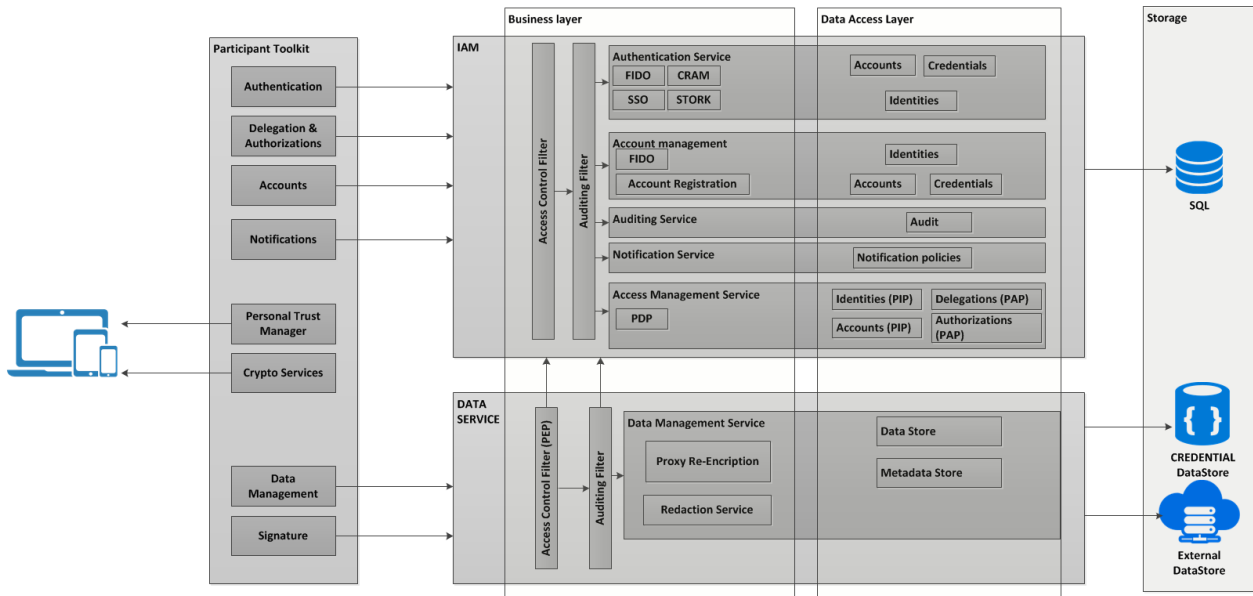 Business layer
Data Access Layer
Storage
Participant Toolkit
Authentication
Delegation &
Authorizations
Accounts
Notifications
Personal Trust
Manager
Crypto Services
Data
Management
Signature
IAM
Access Control Filter
Auditing Filter
Authentication Service
FIDO
CRAM
SSO
STORK
Accounts
Credentials
Identities
Account management
FIDO
Account Registration
Identities
Accounts
Credentials
Auditing Service
Audit
Notification Service
Notification policies
Access Management Service
PDP
Identities (PIP)
Delegations (PAP)
Accounts (PIP)
Authorizations
(PAP)
DATA
SERVICE
Access Control Filter (PEP)
Auditing Filter
Data Management Service
Proxy Re-Encription
Redaction Service
Data Store
Metadata Store
SQL
{ }
CREDENTIAL
DataStore
External
DataStore